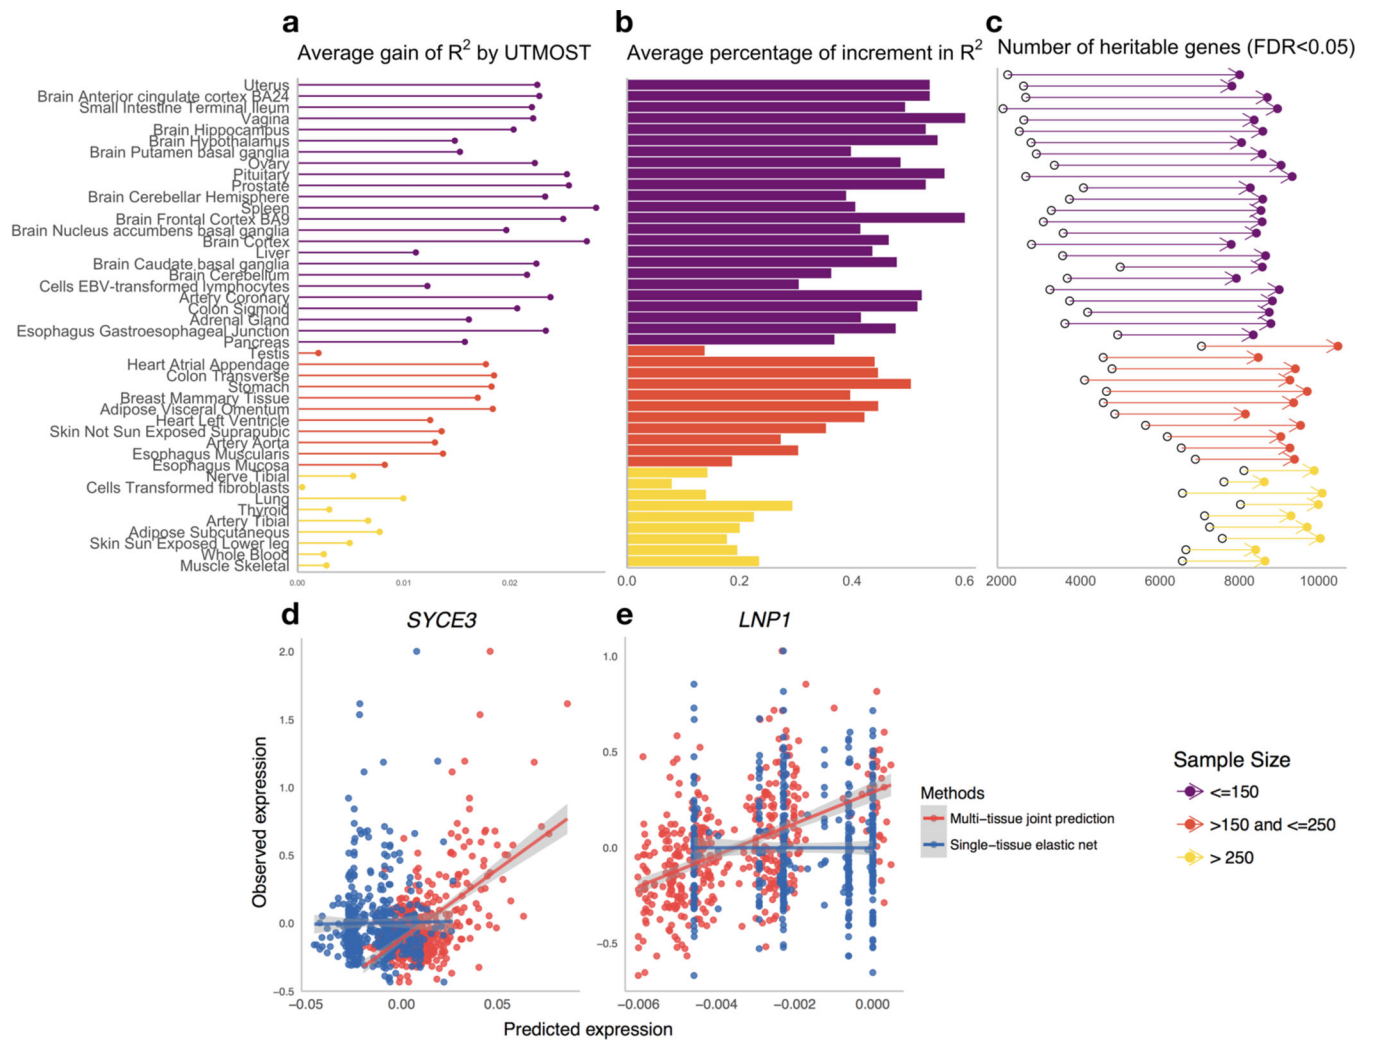 a
b
c
Average gain of R2 by UTMOST
Average percentage of increment in R2
Number of heritable genes (FDR<0.05)
Uterus
Brain Anterior cingulate cortex BA24
Small Intestine Terminal Ileum
Vagina
Brain Hippocampus
Brain Hypothalamus
Brain Putamen basal ganglia
Ovary
Pituitary
Prostate
Brain Cerebellar Hemisphere
Spleen
Brain Frontal Cortex BA9
Brain Nucleus accumbens basal ganglia
Brain Cortex
Liver
Brain Caudate basal ganglia
Brain Cerebellum
Cells EBV-transformed lymphocytes
Artery Coronary
Colon Sigmoid
Adrenal Gland
Esophagus Gastroesophageal Junction
Pancreas
Testis
Heart Atrial Appendage
Colon Transverse
Stomach
Breast Mammary Tissue
Adipose Visceral Omentum
Heart Left Ventricle
Skin Not Sun Exposed Suprapubic
Artery Aorta
Esophagus Muscularis
Esophagus Mucosa
Nerve Tibial
Cells Transformed fibroblasts
Lung
Thyroid
Artery Tibial
Adipose Subcutaneous
Skin Sun Exposed Lower leg
Whole Blood
Muscle Skeletal
0.00 0.01 0.02
0.0 0.2 0.4 0.6
2000 4000 6000 8000 10000
d
SYCE3
e
LNP1
Observed expression
2.0
1.5
1.0
0.5
0.0
−0.5
−0.05 0.00 0.05
1.0
0.5
0.0
−0.5
−0.006 −0.004 −0.002 0.000
Predicted expression
Methods
Multi−tissue joint prediction
Single−tissue elastic net
Sample Size
<=150
>150 and <=250
> 250